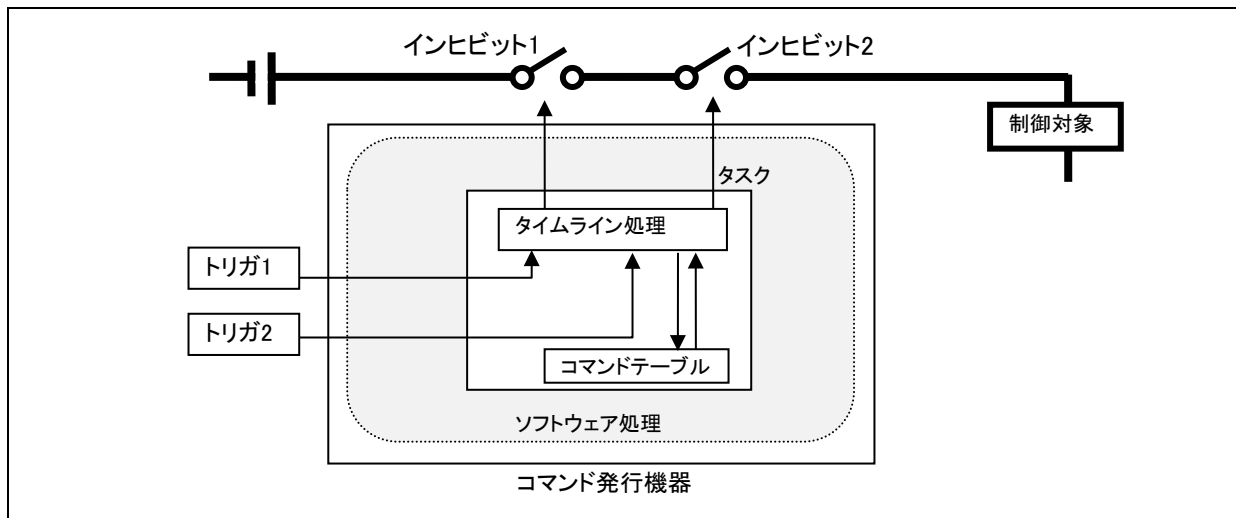 インヒビット1
インヒビット2
制御対象
タスク
タイムライン処理
トリガ1
トリガ2
コマンドテーブル
ソフトウェア処理
コマンド発行機器